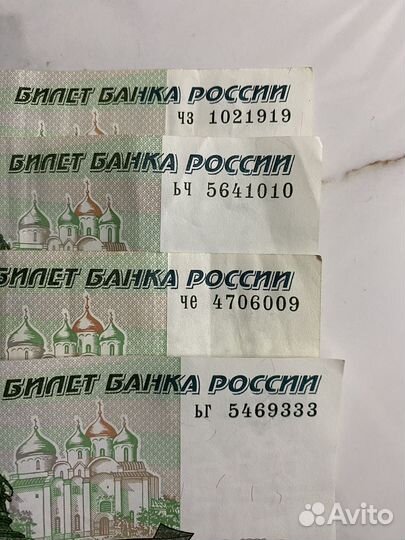 БИЛЕТ БАНКА РОССИИ
чз 1021919
БИЛЕТ БАНКА РОССИИ
ьч 5641010
БИЛЕТ БАНКА РОССИИ
че 4706009
БИЛЕТ БАНКА РОССИИ
ьг 5469333
Avito